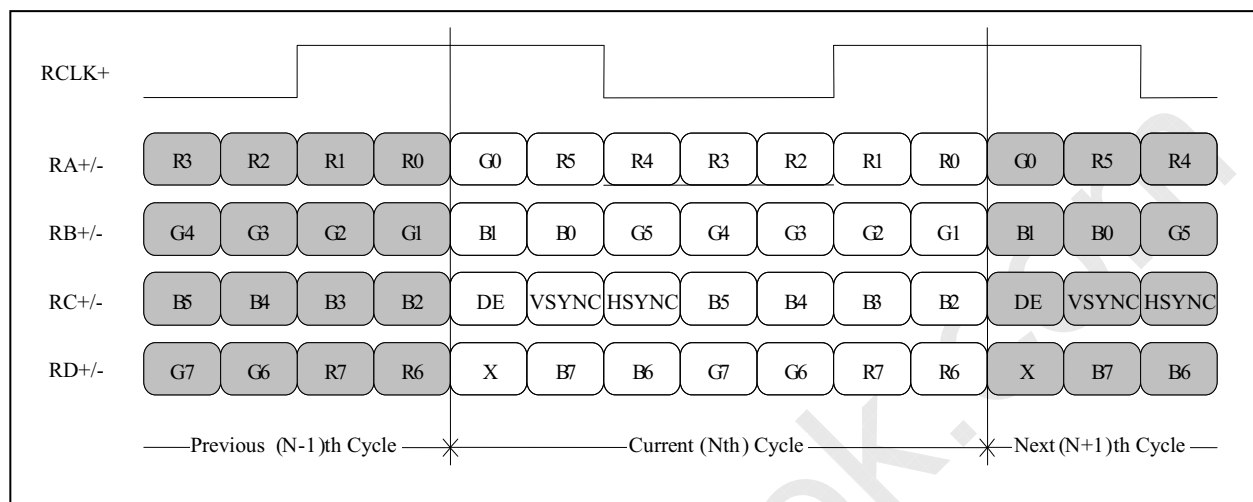 RCLK+
RA+/- R3 R2 R1 R0 G0 R5 R4 R3 R2 R1 R0 G0 R5 R4
RB+/- G4 G3 G2 G1 B1 B0 G5 G4 G3 G2 G1 B1 B0 G5
RC+/- B5 B4 B3 B2 DE VSYNC HSYNC B5 B4 B3 B2 DE VSYNC HSYNC
RD+/- G7 G6 R7 R6 X B7 B6 G7 G6 R7 R6 X B7 B6
Previous (N-1)th Cycle Current (Nth) Cycle Next (N+1)th Cycle